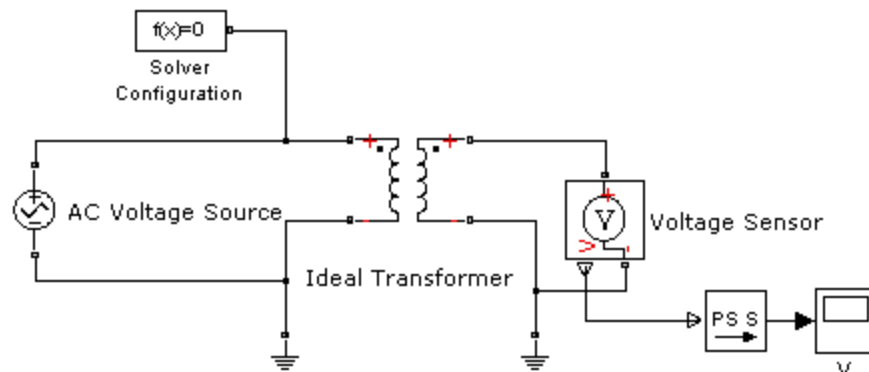 f(x)=0
Solver
Configuration
AC Voltage Source
Ideal Transformer
V
Voltage Sensor
V
PS S
V